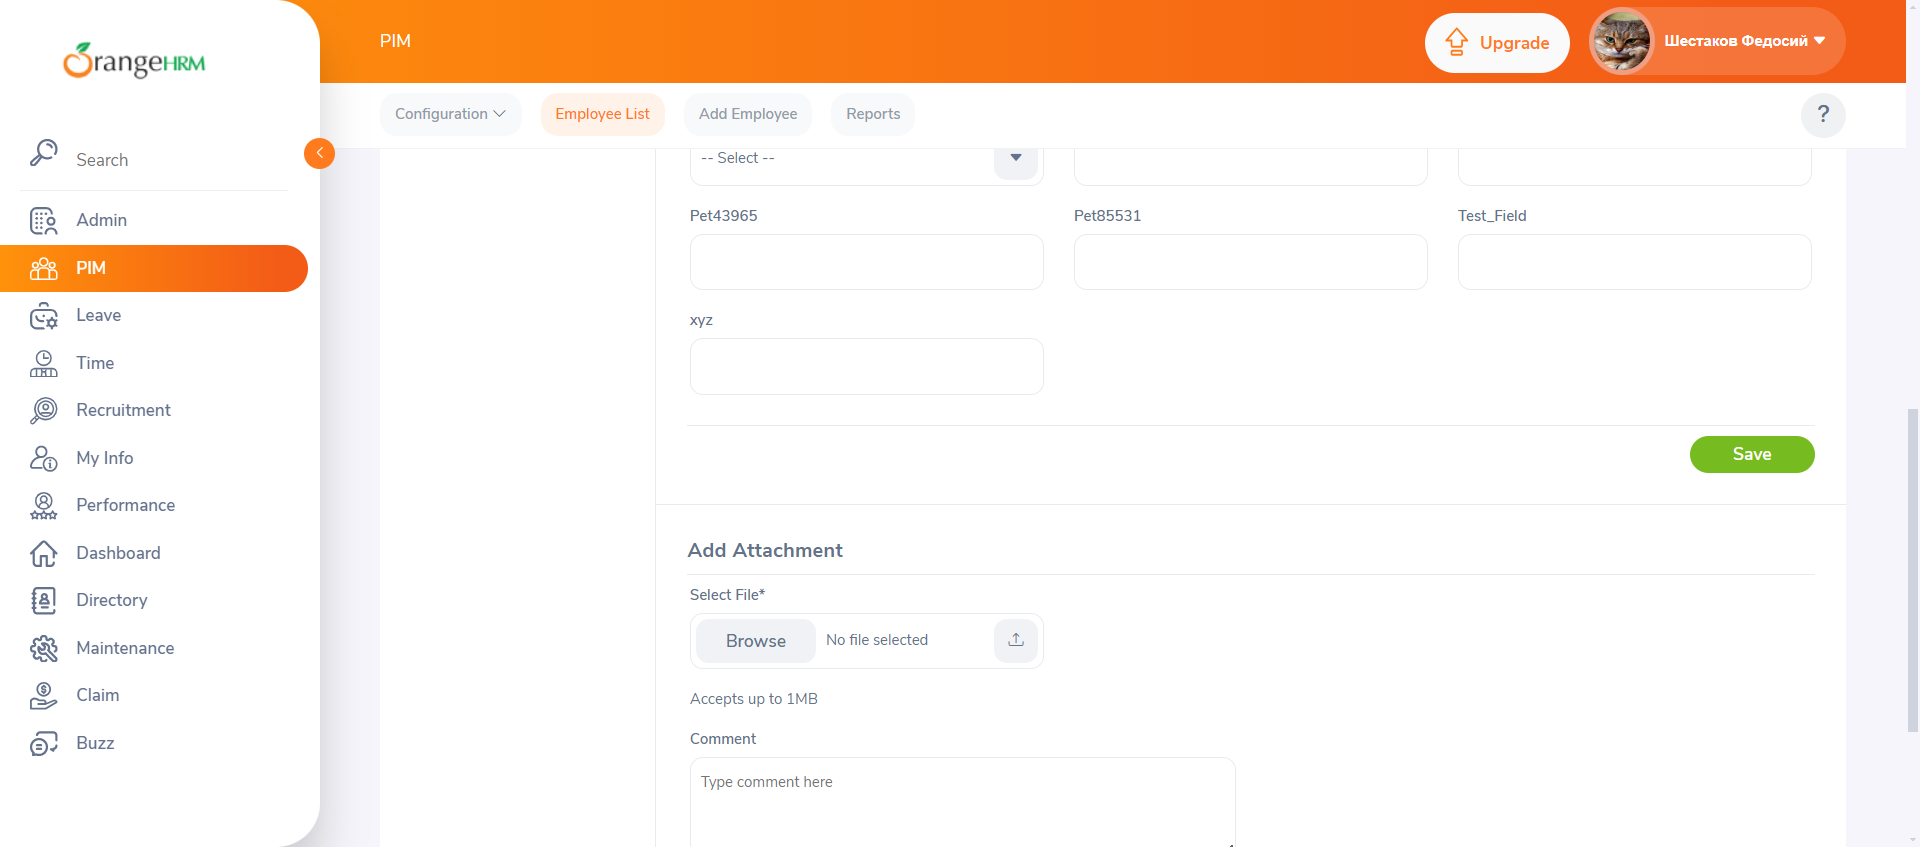 OrangeHRM
PIM
Upgrade
Шестаков Федосий
Configuration
Employee List
Add Employee
Reports
?
Search
Admin
PIM
Leave
Time
Recruitment
My Info
Performance
Dashboard
Directory
Maintenance
Claim
Buzz
-- Select --
Pet43965
Pet85531
Test_Field
xyz
Save
Add Attachment
Select File*
Browse
No file selected
Accepts up to 1MB
Comment
Type comment here